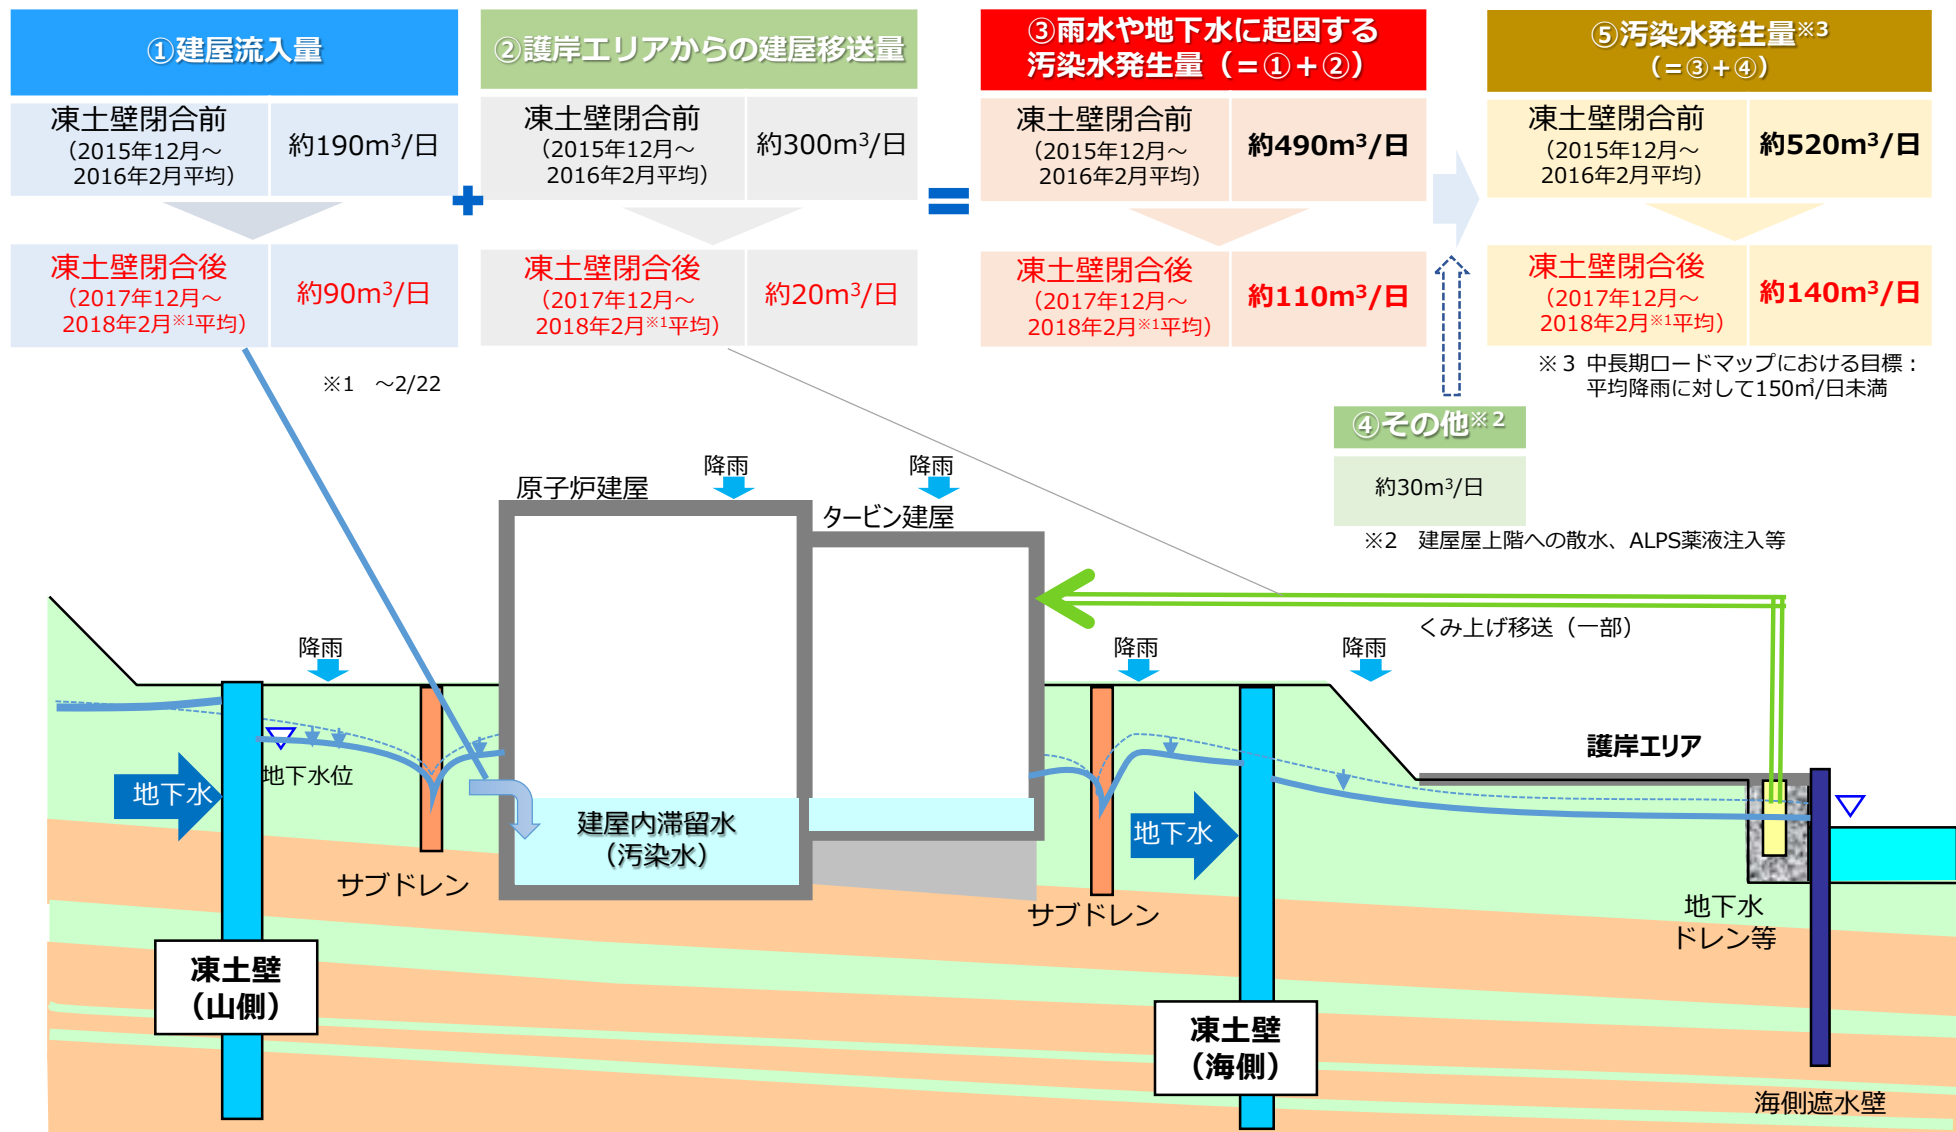 ①建屋流入量
凍土壁閉合前
（2015年12月～
2016年2月平均）
約190m³/日
凍土壁閉合後
（2017年12月～
2018年2月※1平均）
約90m³/日
※1　～2/22
+
②護岸エリアからの建屋移送量
凍土壁閉合前
（2015年12月～
2016年2月平均）
約300m³/日
凍土壁閉合後
（2017年12月～
2018年2月※1平均）
約20m³/日
=
③雨水や地下水に起因する
汚染水発生量（＝①＋②）
凍土壁閉合前
（2015年12月～
2016年2月平均）
約490m³/日
凍土壁閉合後
（2017年12月～
2018年2月※1平均）
約110m³/日
⑤汚染水発生量※3
（＝③＋④）
凍土壁閉合前
（2015年12月～
2016年2月平均）
約520m³/日
凍土壁閉合後
（2017年12月～
2018年2月※1平均）
約140m³/日
※３ 中長期ロードマップにおける目標：
平均降雨に対して150㎥/日未満
④その他※２
約30m³/日
※2　建屋屋上階への散水、ALPS薬液注入等
降雨
降雨
原子炉建屋
タービン建屋
くみ上げ移送（一部）
降雨
降雨
降雨
護岸エリア
地下水位
地下水
建屋内滞留水
（汚染水）
地下水
サブドレン
サブドレン
地下水
ドレン等
凍土壁
（山側）
凍土壁
（海側）
海側遮水壁